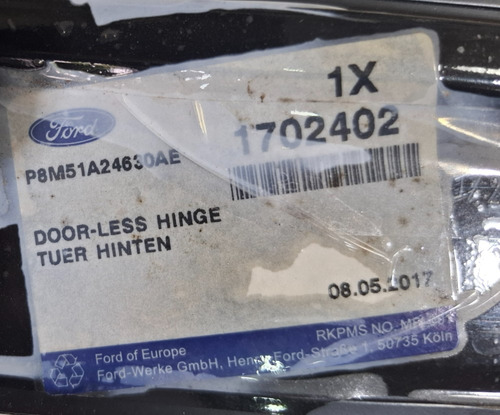 1X
Ford
1702402
P8M51A24630AE
DOOR-LESS HINGE
TUER HINTEN
08.05.2017
RKPMS NO.
Ford of Europe
Ford-Werke GmbH, Henry-Ford-Straße 1, 50735 Köln